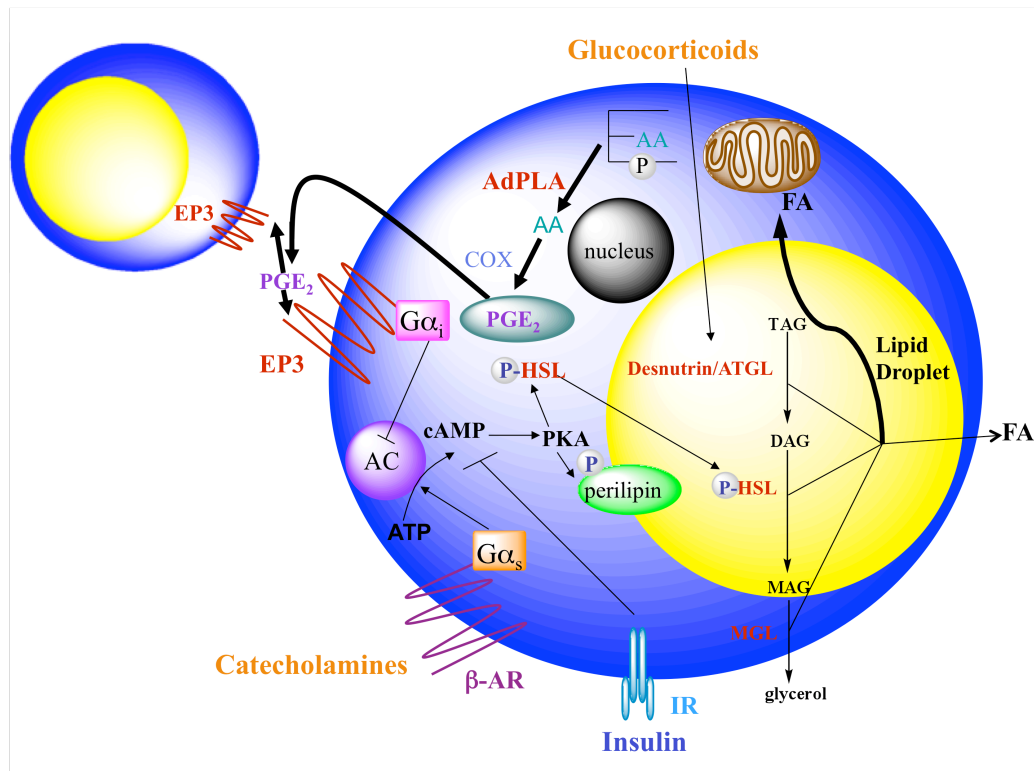 Glucocorticoids
AA
P
AdPLA
FA
EP3
AA
nucleus
COX
PGE₂
Gαᵢ
PGE₂
TAG
Lipid
Droplet
EP3
P-HSL
Desnutrin/ATGL
cAMP
PKA
DAG
FA
AC
P
perilipin
P-HSL
ATP
Gαₛ
MAG
MGL
Catecholamines
β-AR
glycerol
IR
Insulin